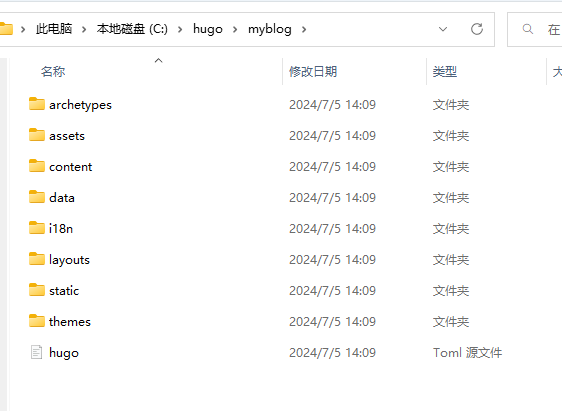 此电脑 › 本地磁盘 (C:) › hugo › myblog ›
在
名称 修改日期 类型 大
archetypes 2024/7/5 14:09 文件夹
assets 2024/7/5 14:09 文件夹
content 2024/7/5 14:09 文件夹
data 2024/7/5 14:09 文件夹
i18n 2024/7/5 14:09 文件夹
layouts 2024/7/5 14:09 文件夹
static 2024/7/5 14:09 文件夹
themes 2024/7/5 14:09 文件夹
hugo 2024/7/5 14:09 Toml 源文件